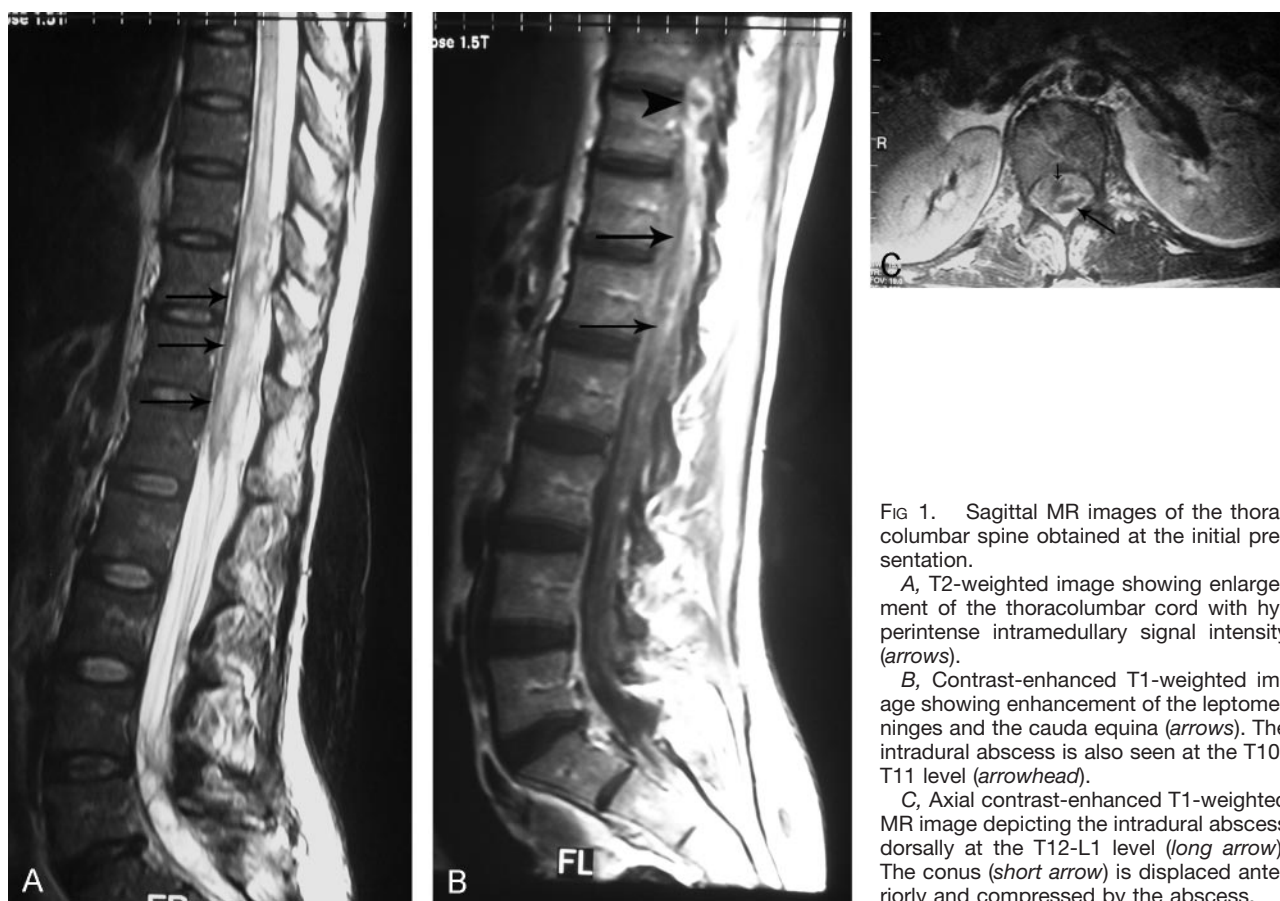 ose 1.5T
A
B
FL
R
C
FIG 1. Sagittal MR images of the thora-
columbar spine obtained at the initial pre-
sentation.
A, T2-weighted image showing enlarge-
ment of the thoracolumbar cord with hy-
perintense intramedullary signal intensity
(arrows).
B, Contrast-enhanced T1-weighted im-
age showing enhancement of the leptome-
ninges and the cauda equina (arrows). The
intradural abscess is also seen at the T10-
T11 level (arrowhead).
C, Axial contrast-enhanced T1-weighted
MR image depicting the intradural abscess
dorsally at the T12-L1 level (long arrow).
The conus (short arrow) is displaced ante-
riorly and compressed by the abscess.